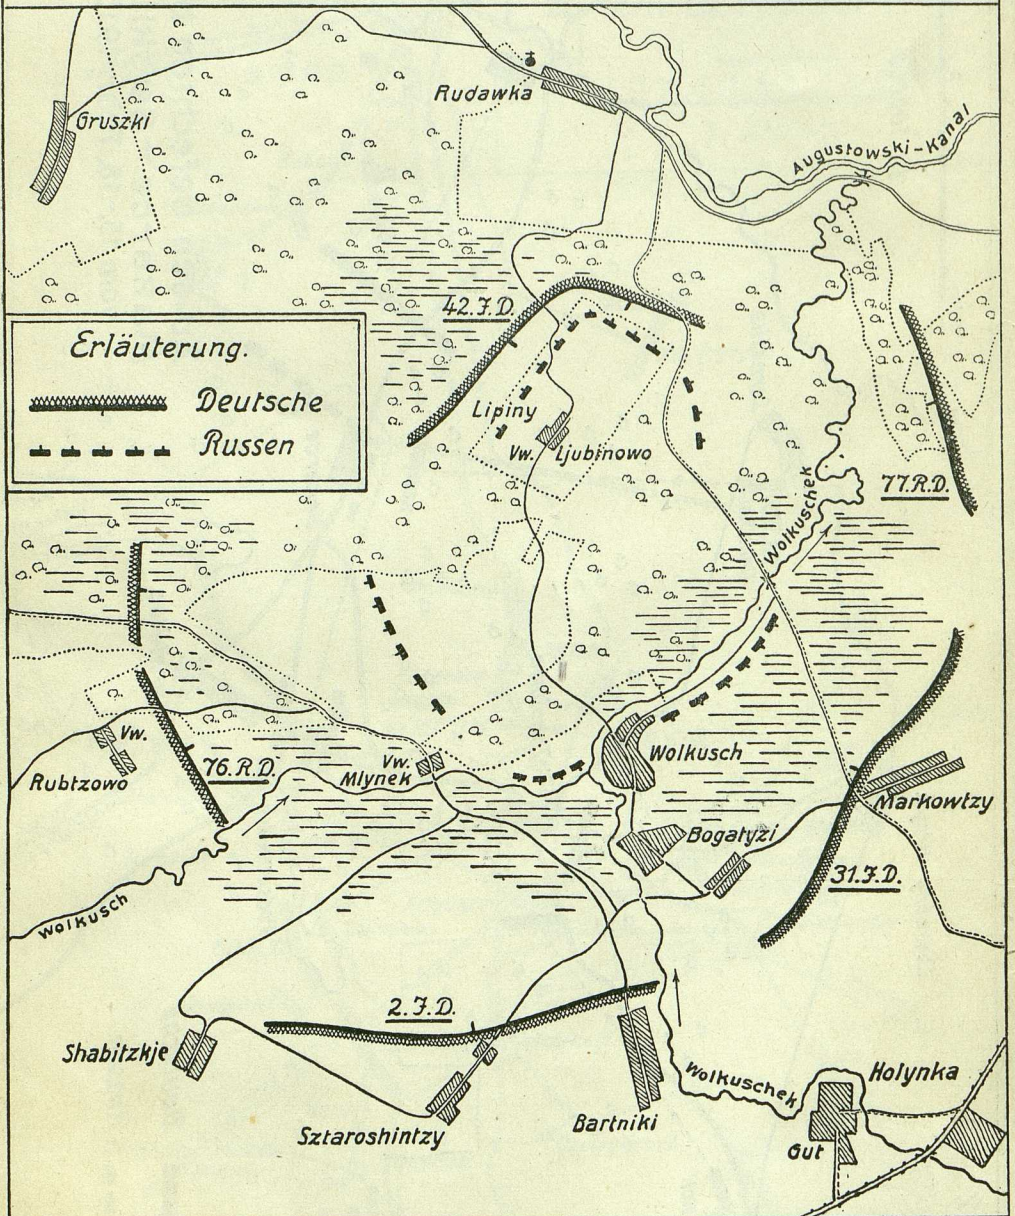 Rudawka
Gruszki
Augustowski-Kanal
42.I.D.
Erläuterung.
Deutsche
Russen
Lipiny
Vw. Ljubinowo
77.R.D.
Wolkuschek
Vw.
Rubtzowo
76.R.D.
Vw.
Mlynek
Wolkusch
Markowtzy
Bogatyži
31.I.D.
Wolkusch
2.I.D.
Shabitzkje
Sztaroshintzy
Bartniki
Wolkuschek
Holynka
Gut